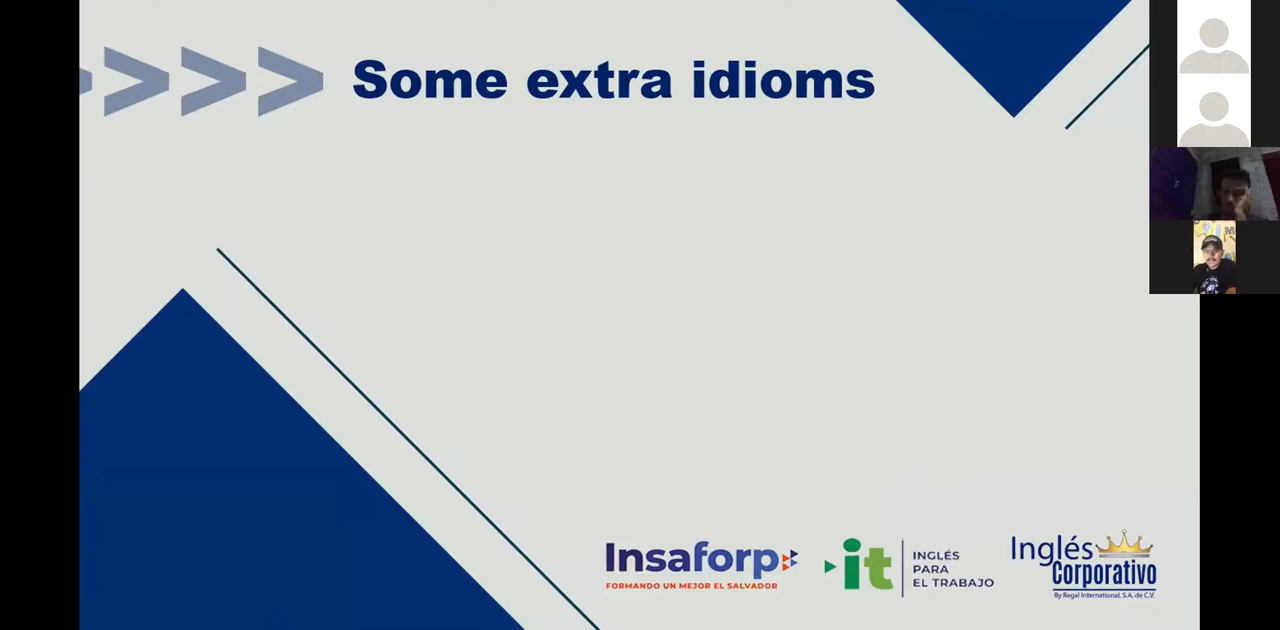 >>>> Some extra idioms
Insaforp
FORMANDO UN MEJOR EL SALVADOR
it
INGLÉS
PARA
EL TRABAJO
Inglés
Corporativo
By Regal International, S.A. de C.V.